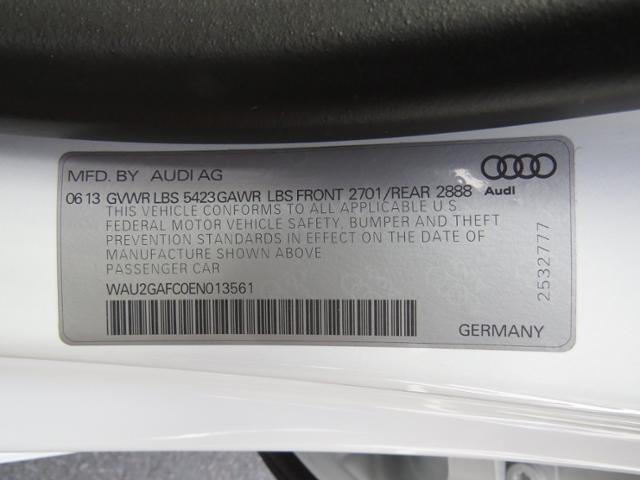 MFD. BY AUDI AG
06 13 GVWR LBS 5423 GAWR LBS FRONT 2701/REAR 2888
Audi
THIS VEHICLE CONFORMS TO ALL APPLICABLE U.S
FEDERAL MOTOR VEHICLE SAFETY, BUMPER AND THEFT
PREVENTION STANDARDS IN EFFECT ON THE DATE OF
MANUFACTURE SHOWN ABOVE
PASSENGER CAR
WAU2GAFC0EN013561
2532777
GERMANY